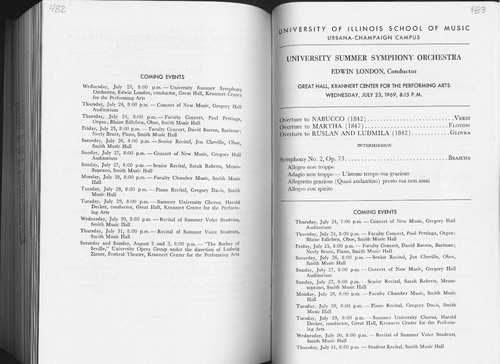 482
COMING EVENTS
Wednesday, July 23, 8:00 p.m. — University Summer Symphony
Orchestra, Edwin London, conductor, Great Hall, Krannert Center
for the Performing Arts
Thursday, July 24, 8:00 p.m. — Concert of New Music, Gregory Hall
Auditorium
Thursday, July 24, 8:00 p.m. — Faculty Concert, Paul Pettinga,
Organ; Blaine Edlefsen, Oboe, Smith Music Hall
Friday, July 25, 8:00 p.m. — Faculty Concert, David Barron, Baritone;
Neely Bruce, Piano, Smith Music Hall
Saturday, July 26, 8:00 p.m. — Senior Recital, Jon Cheville, Oboe,
Smith Music Hall
Sunday, July 27, 8:00 p.m. — Concert of New Music, Gregory Hall
Auditorium
Sunday, July 27, 8:00 p.m. — Senior Recital, Sarah Roberts, Mezzo-
Soprano, Smith Music Hall
Monday, July 28, 8:00 p.m. — Faculty Chamber Music, Smith Music
Hall
Tuesday, July 29, 8:00 p.m. — Piano Recital, Gregory Davis, Smith
Music Hall
Tuesday, July 29, 8:00 p.m. — Summer University Chorus, Harold
Decker, conductor, Great Hall, Krannert Center for the Perform-
ing Arts
Wednesday, July 30, 8:00 p.m. — Recital of Summer Voice Students,
Smith Music Hall
Thursday, July 31, 8:00 p.m. — Recital of Summer Voice Students,
Smith Music Hall
Saturday and Sunday, August 2 and 3, 8:00 p.m. — "The Barber of
Seville," University Opera Group under the direction of Ludwig
Zirner, Festival Theatre, Krannert Center for the Performing Arts
483
UNIVERSITY OF ILLINOIS SCHOOL OF MUSIC
URBANA-CHAMPAIGN CAMPUS
UNIVERSITY SUMMER SYMPHONY ORCHESTRA
EDWIN LONDON, Conductor
GREAT HALL, KRANNERT CENTER FOR THE PERFORMING ARTS
WEDNESDAY, JULY 23, 1969, 8:15 P.M.
Overture to NABUCCO (1842) VERDI
Overture to MARTHA (1847) FLOTOW
Overture to RUSLAN AND LUDMILA (1842) GLINKA
INTERMISSION
Symphony No. 2, Op. 73 BRAHMS
Allegro non troppo
Adagio non troppo — L'istesso tempo ma grazioso
Allegretto grazioso (Quasi andantino) presto ma non assai
Allegro con spirito
COMING EVENTS
Thursday, July 24, 7:00 p.m. — Concert of New Music, Gregory Hall
Auditorium
Thursday, July 24, 8:00 p.m. — Faculty Concert, Paul Pettinga, Organ;
Blaine Edlefsen, Oboe, Smith Music Hall
Friday, July 25, 8:00 p.m. — Faculty Concert, David Barron, Baritone;
Neely Bruce, Piano, Smith Music Hall
Saturday, July 26, 8:00 p.m. — Senior Recital, Jon Cheville, Oboe,
Smith Music Hall
Sunday, July 27, 8:00 p.m. — Concert of New Music, Gregory Hall
Auditorium
Sunday, July 27, 8:00 p.m. — Senior Recital, Sarah Roberts, Mezzo-
soprano, Smith Music Hall
Monday, July 28, 8:00 p.m. — Faculty Chamber Music, Smith Music
Hall
Tuesday, July 29, 8:00 p.m. — Piano Recital, Gregory Davis, Smith
Music Hall
Tuesday, July 29, 8:00 p.m. — Summer University Chorus, Harold
Decker, conductor, Great Hall, Krannert Center for the Perform-
ing Arts
Wednesday, July 30, 8:00 p.m. — Recital of Summer Voice Students,
Smith Music Hall
Thursday, July 31, 8:00 p.m. — Student Recital, Smith Music Hall